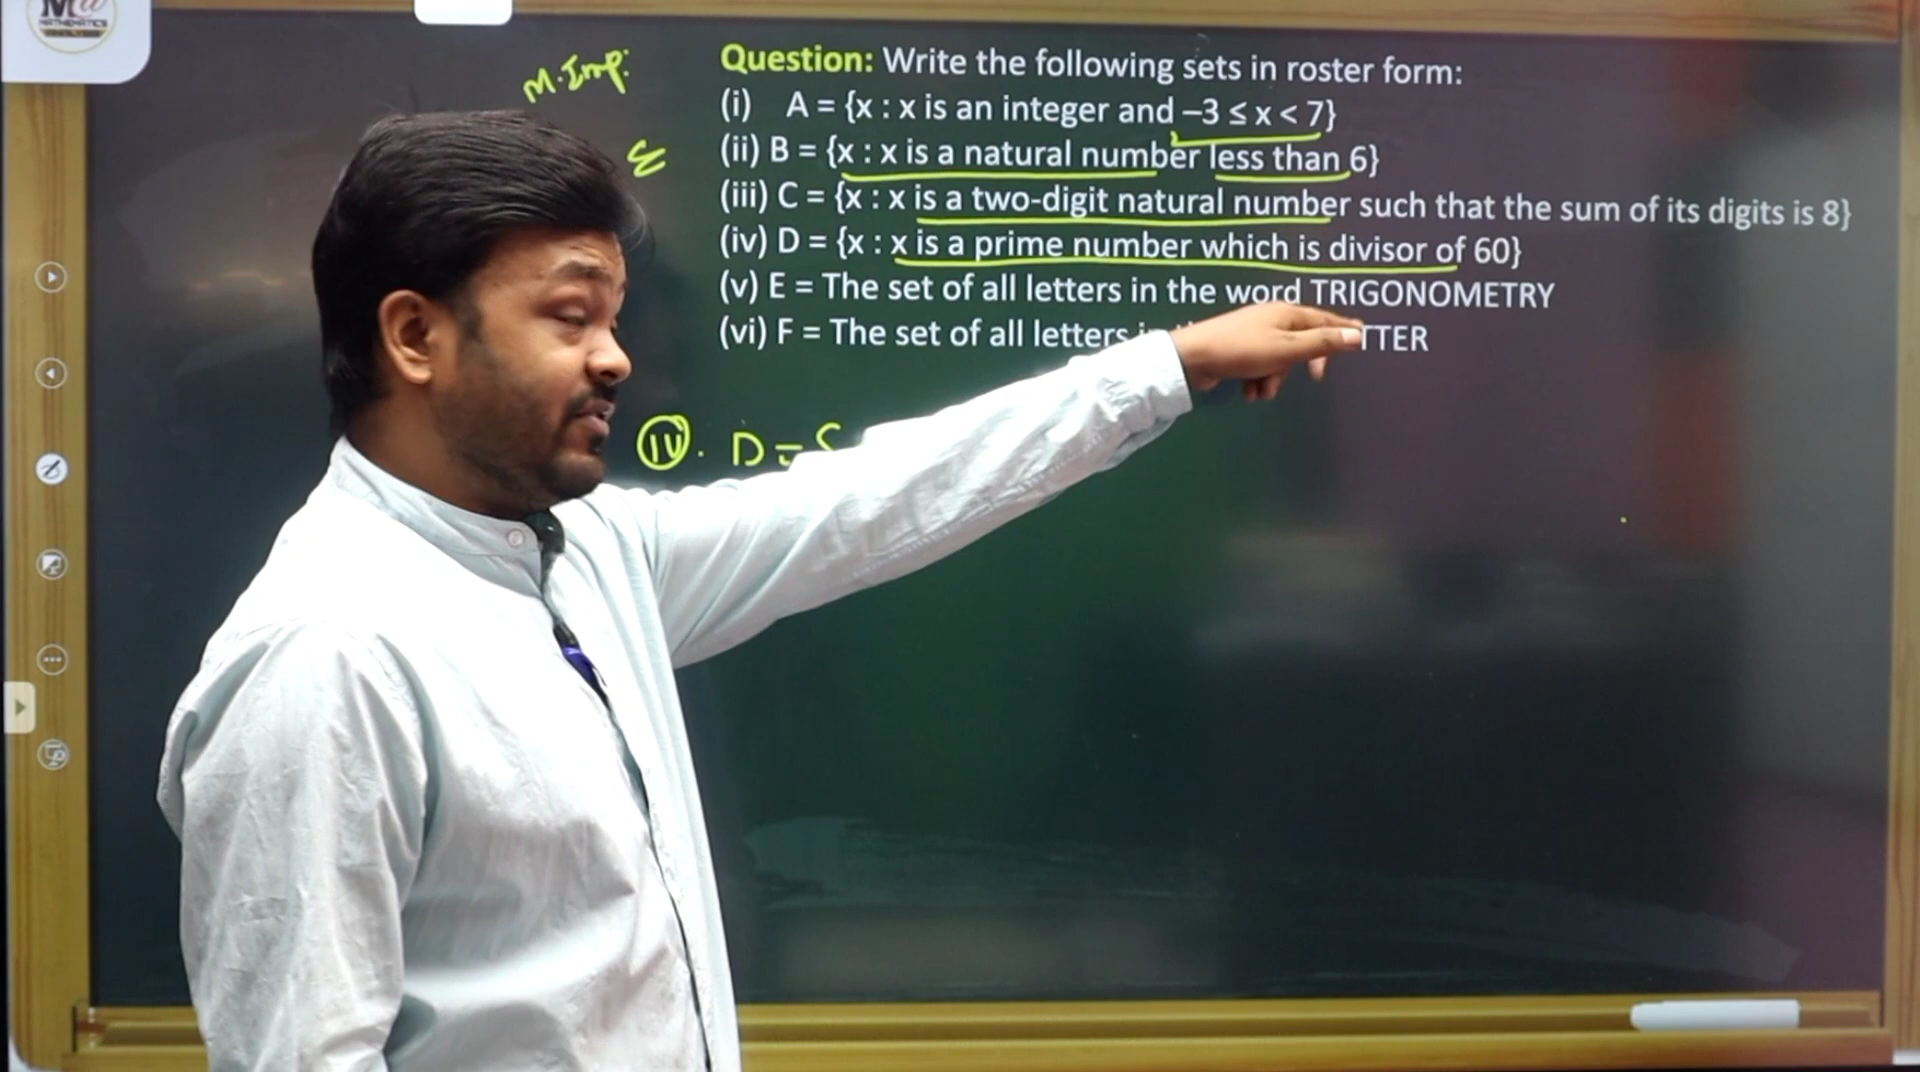 M
MATHEMATICS
M. Imp.
Question: Write the following sets in roster form:
(i) A = {x : x is an integer and –3 ≤ x < 7}
(ii) B = {x : x is a natural number less than 6}
(iii) C = {x : x is a two-digit natural number such that the sum of its digits is 8}
(iv) D = {x : x is a prime number which is divisor of 60}
(v) E = The set of all letters in the word TRIGONOMETRY
(vi) F = The set of all letters TTER
(iv). D =